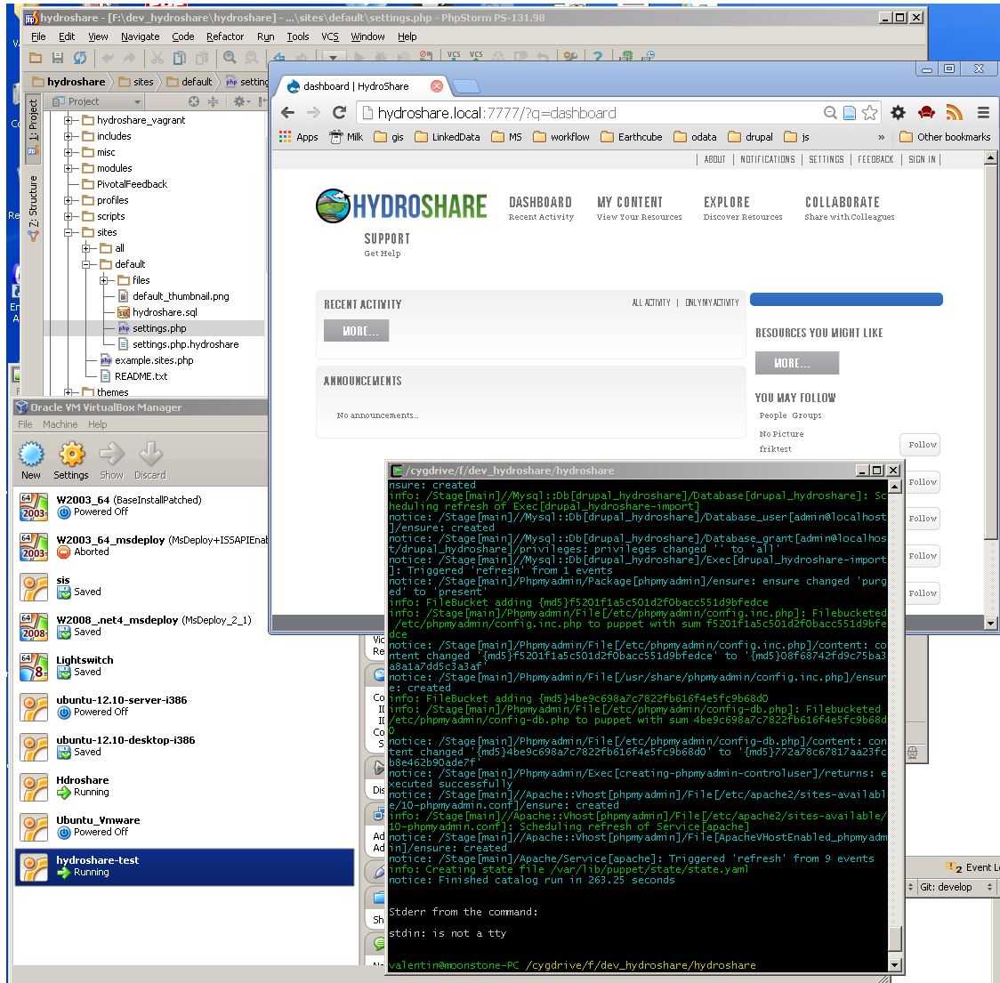 hydroshare - [F:\dev_hydroshare\hydroshare] - ...\sites\default\settings.php - PhpStorm PS-131.98
File Edit View Navigate Code Refactor Run Tools VCS Window Help
hydroshare sites default
Project
1: Project
Z: Structure
hydroshare_vagrant
includes
misc
modules
PivotalFeedback
profiles
scripts
sites
all
default
files
default_thumbnail.png
hydroshare.sql
settings.php
settings.php.hydroshare
example.sites.php
README.txt
themes
dashboard | HydroShare
hydroshare.local:7777/?q=dashboard
Apps Milk gis LinkedData MS workflow Earthcube odata drupal js » Other bookmarks
ABOUT | NOTIFICATIONS | SETTINGS | FEEDBACK | SIGN IN |
HYDROSHARE
DASHBOARD
Recent Activity
MY CONTENT
View Your Resources
EXPLORE
Discover Resources
COLLABORATE
Share with Colleagues
SUPPORT
Get Help
RECENT ACTIVITY
ALL ACTIVITY | ONLY MY ACTIVITY
MORE...
ANNOUNCEMENTS
No announcements...
RESOURCES YOU MIGHT LIKE
MORE...
YOU MAY FOLLOW
People Groups
No Picture
friktest
Follow
Follow
Follow
Follow
Follow
Oracle VM VirtualBox Manager
File Machine Help
New Settings Show Discard
W2003_64 (BaseInstallPatched)
Powered Off
W2003_64_msdeploy (MsDeploy+ISSAPIEnab
Aborted
sis
Saved
W2008_.net4_msdeploy (MsDeploy_2_1)
Saved
Lightswitch
Saved
ubuntu-12.10-server-i386
Powered Off
ubuntu-12.10-desktop-i386
Saved
Hdroshare
Running
Ubuntu_Vmware
Powered Off
hydroshare-test
Running
/cygdrive/f/dev_hydroshare/hydroshare
nsure: created
info: /Stage[main]//Mysql::Db[drupal_hydroshare]/Database[drupal_hydroshare]: Sc
heduling refresh of Exec[drupal_hydroshare-import]
notice: /Stage[main]//Mysql::Db[drupal_hydroshare]/Database_user[admin@localhost
]/ensure: created
notice: /Stage[main]//Mysql::Db[drupal_hydroshare]/Database_grant[admin@localhos
t/drupal_hydroshare]/privileges: privileges changed '' to 'all'
notice: /Stage[main]//Mysql::Db[drupal_hydroshare]/Exec[drupal_hydroshare-import
]: Triggered 'refresh' from 1 events
notice: /Stage[main]/Phpmyadmin/Package[phpmyadmin]/ensure: ensure changed 'purg
ed' to 'present'
info: FileBucket adding {md5}f5201f1a5c501d2f0bacc551d9bfedce
info: /Stage[main]/Phpmyadmin/File[/etc/phpmyadmin/config.inc.php]: Filebucketed
/etc/phpmyadmin/config.inc.php to puppet with sum f5201f1a5c501d2f0bacc551d9bfe
dce
notice: /Stage[main]/Phpmyadmin/File[/etc/phpmyadmin/config.inc.php]/content: co
ntent changed '{md5}f5201f1a5c501d2f0bacc551d9bfedce' to '{md5}08f68742fd9c75ba3
a8a1a7dd5c3a3af'
notice: /Stage[main]/Phpmyadmin/File[/usr/share/phpmyadmin/config.inc.php]/ensur
e: created
info: FileBucket adding {md5}4be9c698a7c7822fb616f4e5fc9b68d0
info: /Stage[main]/Phpmyadmin/File[/etc/phpmyadmin/config-db.php]: Filebucketed
/etc/phpmyadmin/config-db.php to puppet with sum 4be9c698a7c7822fb616f4e5fc9b68d
0
notice: /Stage[main]/Phpmyadmin/File[/etc/phpmyadmin/config-db.php]/content: con
tent changed '{md5}4be9c698a7c7822fb616f4e5fc9b68d0' to '{md5}772a78c67817aa23fc
b8e462b90ade7f'
notice: /Stage[main]/Phpmyadmin/Exec[creating-phpmyadmin-controluser]/returns: e
xecuted successfully
notice: /Stage[main]//Apache::Vhost[phpmyadmin]/File[/etc/apache2/sites-availabl
e/10-phpmyadmin.conf]/ensure: created
info: /Stage[main]//Apache::Vhost[phpmyadmin]/File[/etc/apache2/sites-available/
10-phpmyadmin.conf]: Scheduling refresh of Service[apache]
notice: /Stage[main]//Apache::Vhost[phpmyadmin]/File[ApacheVHostEnabled_phpmyadm
in]/ensure: created
notice: /Stage[main]/Apache/Service[apache]: Triggered 'refresh' from 9 events
info: Creating state file /var/lib/puppet/state/state.yaml
notice: Finished catalog run in 263.25 seconds
Stderr from the command:
stdin: is not a tty
valentin@moonstone-PC /cygdrive/f/dev_hydroshare/hydroshare
2 Event Lo
Git: develop